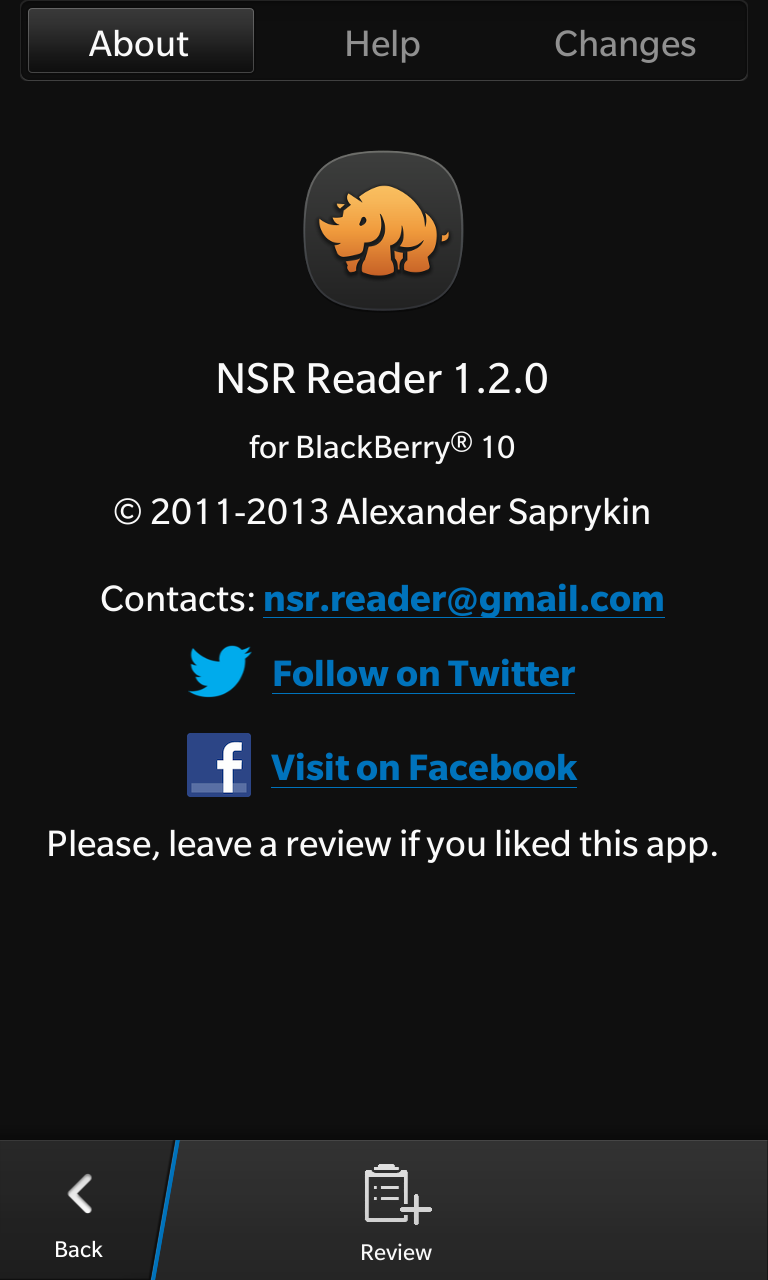 About
Help
Changes
NSR Reader 1.2.0
for BlackBerry® 10
© 2011-2013 Alexander Saprykin
Contacts: nsr.reader@gmail.com
Follow on Twitter
Visit on Facebook
Please, leave a review if you liked this app.
Back
Review